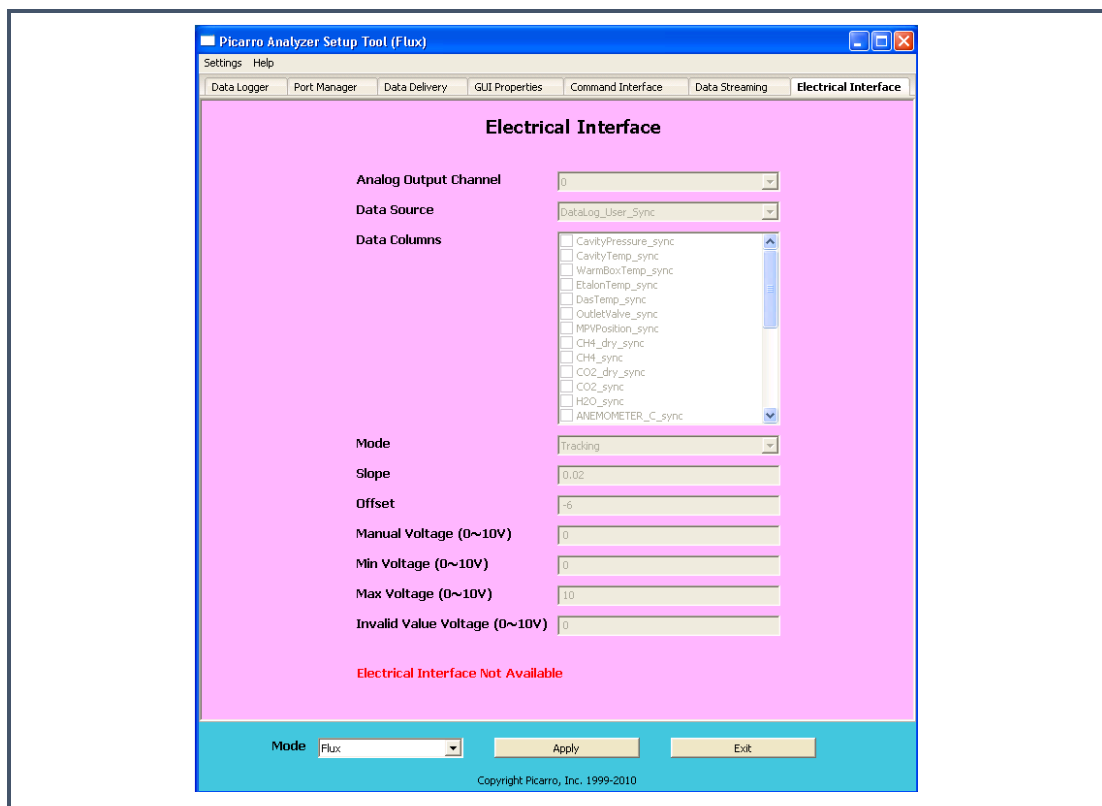 Picarro Analyzer Setup Tool (Flux)
Settings Help
Data Logger Port Manager Data Delivery GUI Properties Command Interface Data Streaming Electrical Interface
Electrical Interface
Analog Output Channel 0
Data Source DataLog_User_Sync
Data Columns CavityPressure_sync
CavityTemp_sync
WarmBoxTemp_sync
EtalonTemp_sync
DasTemp_sync
OutletValve_sync
MPVPosition_sync
CH4_dry_sync
CH4_sync
CO2_dry_sync
CO2_sync
H2O_sync
ANEMOMETER_C_sync
Mode Tracking
Slope 0.02
Offset -6
Manual Voltage (0~10V) 0
Min Voltage (0~10V) 0
Max Voltage (0~10V) 10
Invalid Value Voltage (0~10V) 0
Electrical Interface Not Available
Mode Flux Apply Exit
Copyright Picarro, Inc. 1999-2010